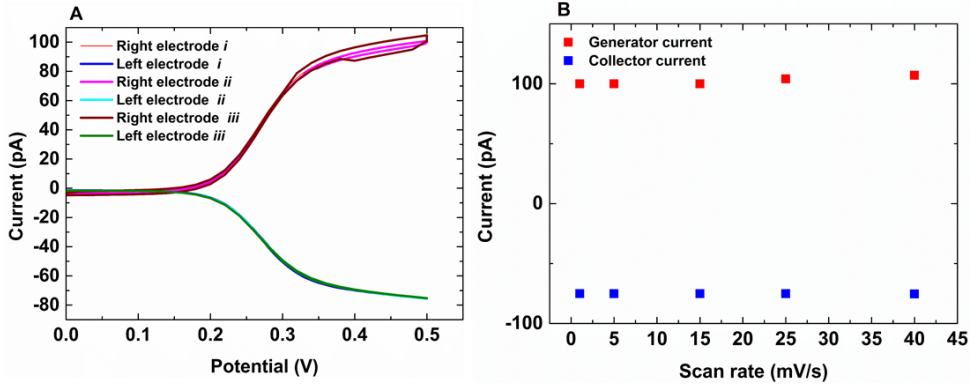 A
Right electrode i
Left electrode i
Right electrode ii
Left electrode ii
Right electrode iii
Left electrode iii
100
80
60
40
20
0
-20
-40
-60
-80
Current (pA)
0.0 0.1 0.2 0.3 0.4 0.5
Potential (V)
B
Generator current
Collector current
100
0
-100
Current (pA)
0 5 10 15 20 25 30 35 40 45
Scan rate (mV/s)